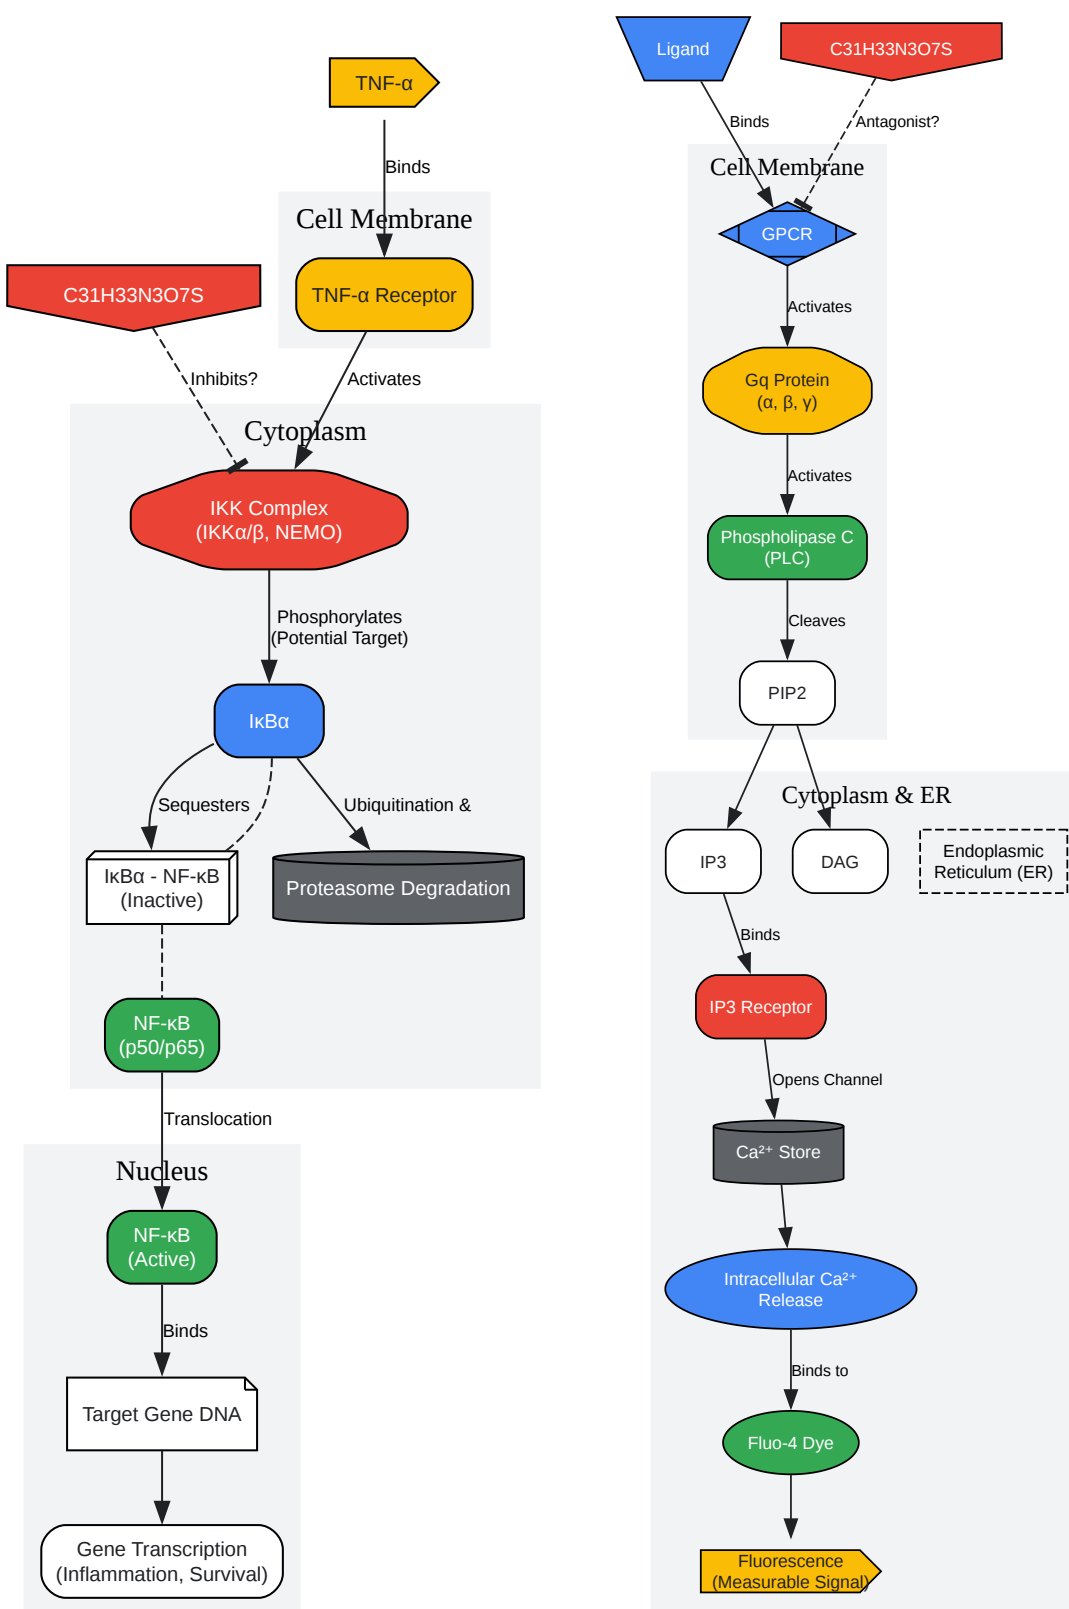 TNF-α
Binds
Cell Membrane
TNF-α Receptor
C31H33N3O7S
Inhibits?
Activates
Cytoplasm
IKK Complex
(IKKα/β, NEMO)
Phosphorylates
(Potential Target)
IκBα
Sequesters
Ubiquitination &
IκBα - NF-κB
(Inactive)
Proteasome Degradation
NF-κB
(p50/p65)
Translocation
Nucleus
NF-κB
(Active)
Binds
Target Gene DNA
Gene Transcription
(Inflammation, Survival)
Ligand
C31H33N3O7S
Binds
Antagonist?
Cell Membrane
GPCR
Activates
Gq Protein
(α, β, γ)
Activates
Phospholipase C
(PLC)
Cleaves
PIP2
Cytoplasm & ER
IP3
DAG
Endoplasmic
Reticulum (ER)
Binds
IP3 Receptor
Opens Channel
Ca²⁺ Store
Intracellular Ca²⁺
Release
Binds to
Fluo-4 Dye
Fluorescence
(Measurable Signal)